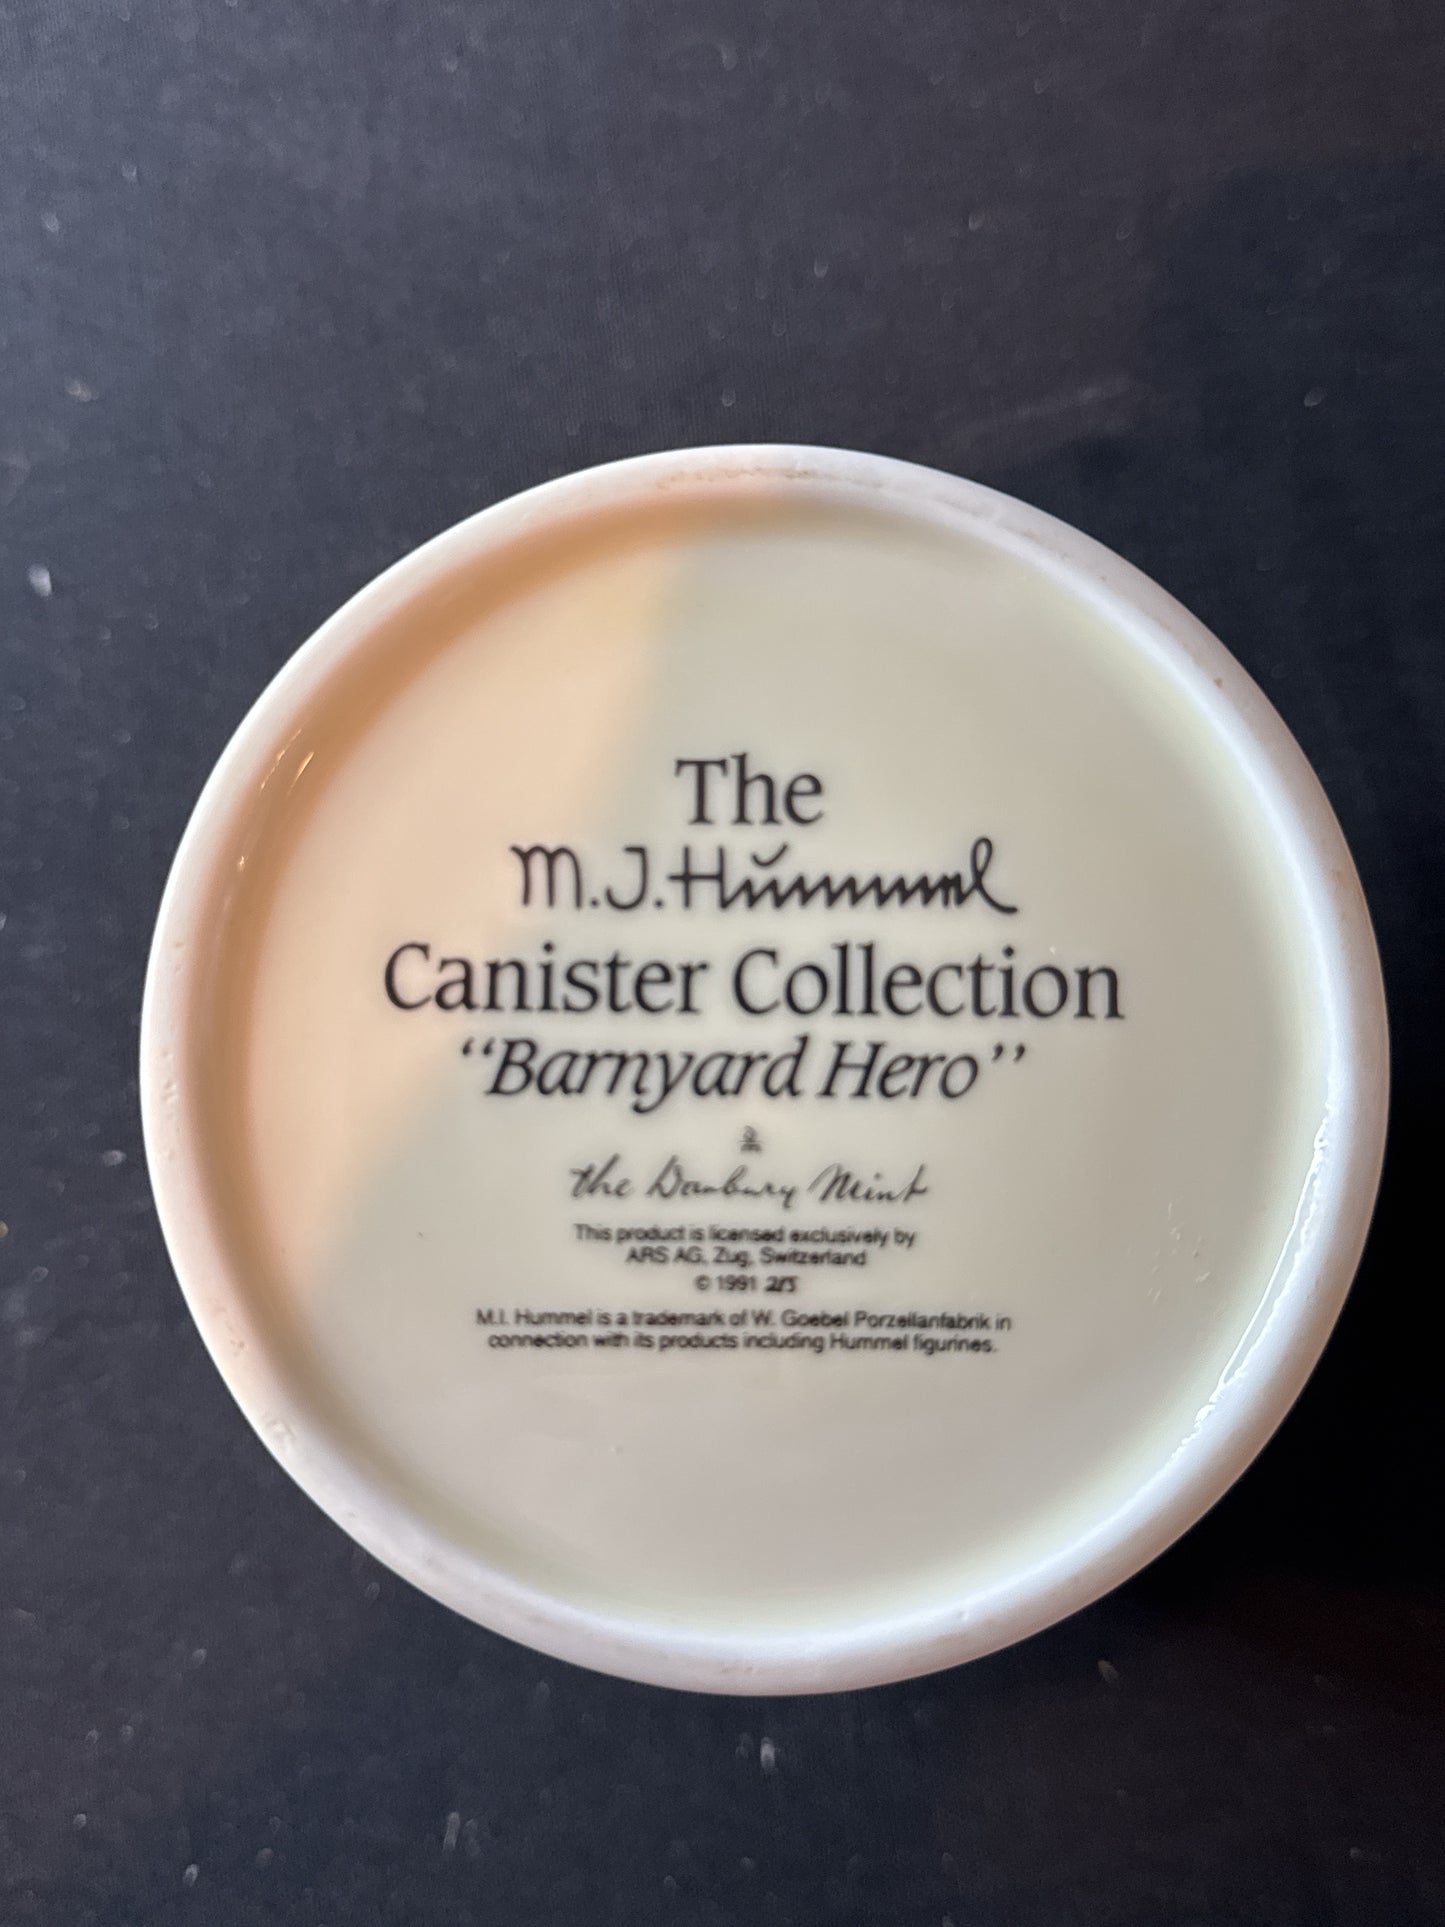 The
M.J. Hummel
Canister Collection
“Barnyard Hero”
the Danbury Mint
This product is licensed exclusively by
ARS AG, Zug, Switzerland
© 1991
M.I. Hummel is a trademark of W. Goebel Porzellanfabrik in
connection with its products including Hummel figurines.